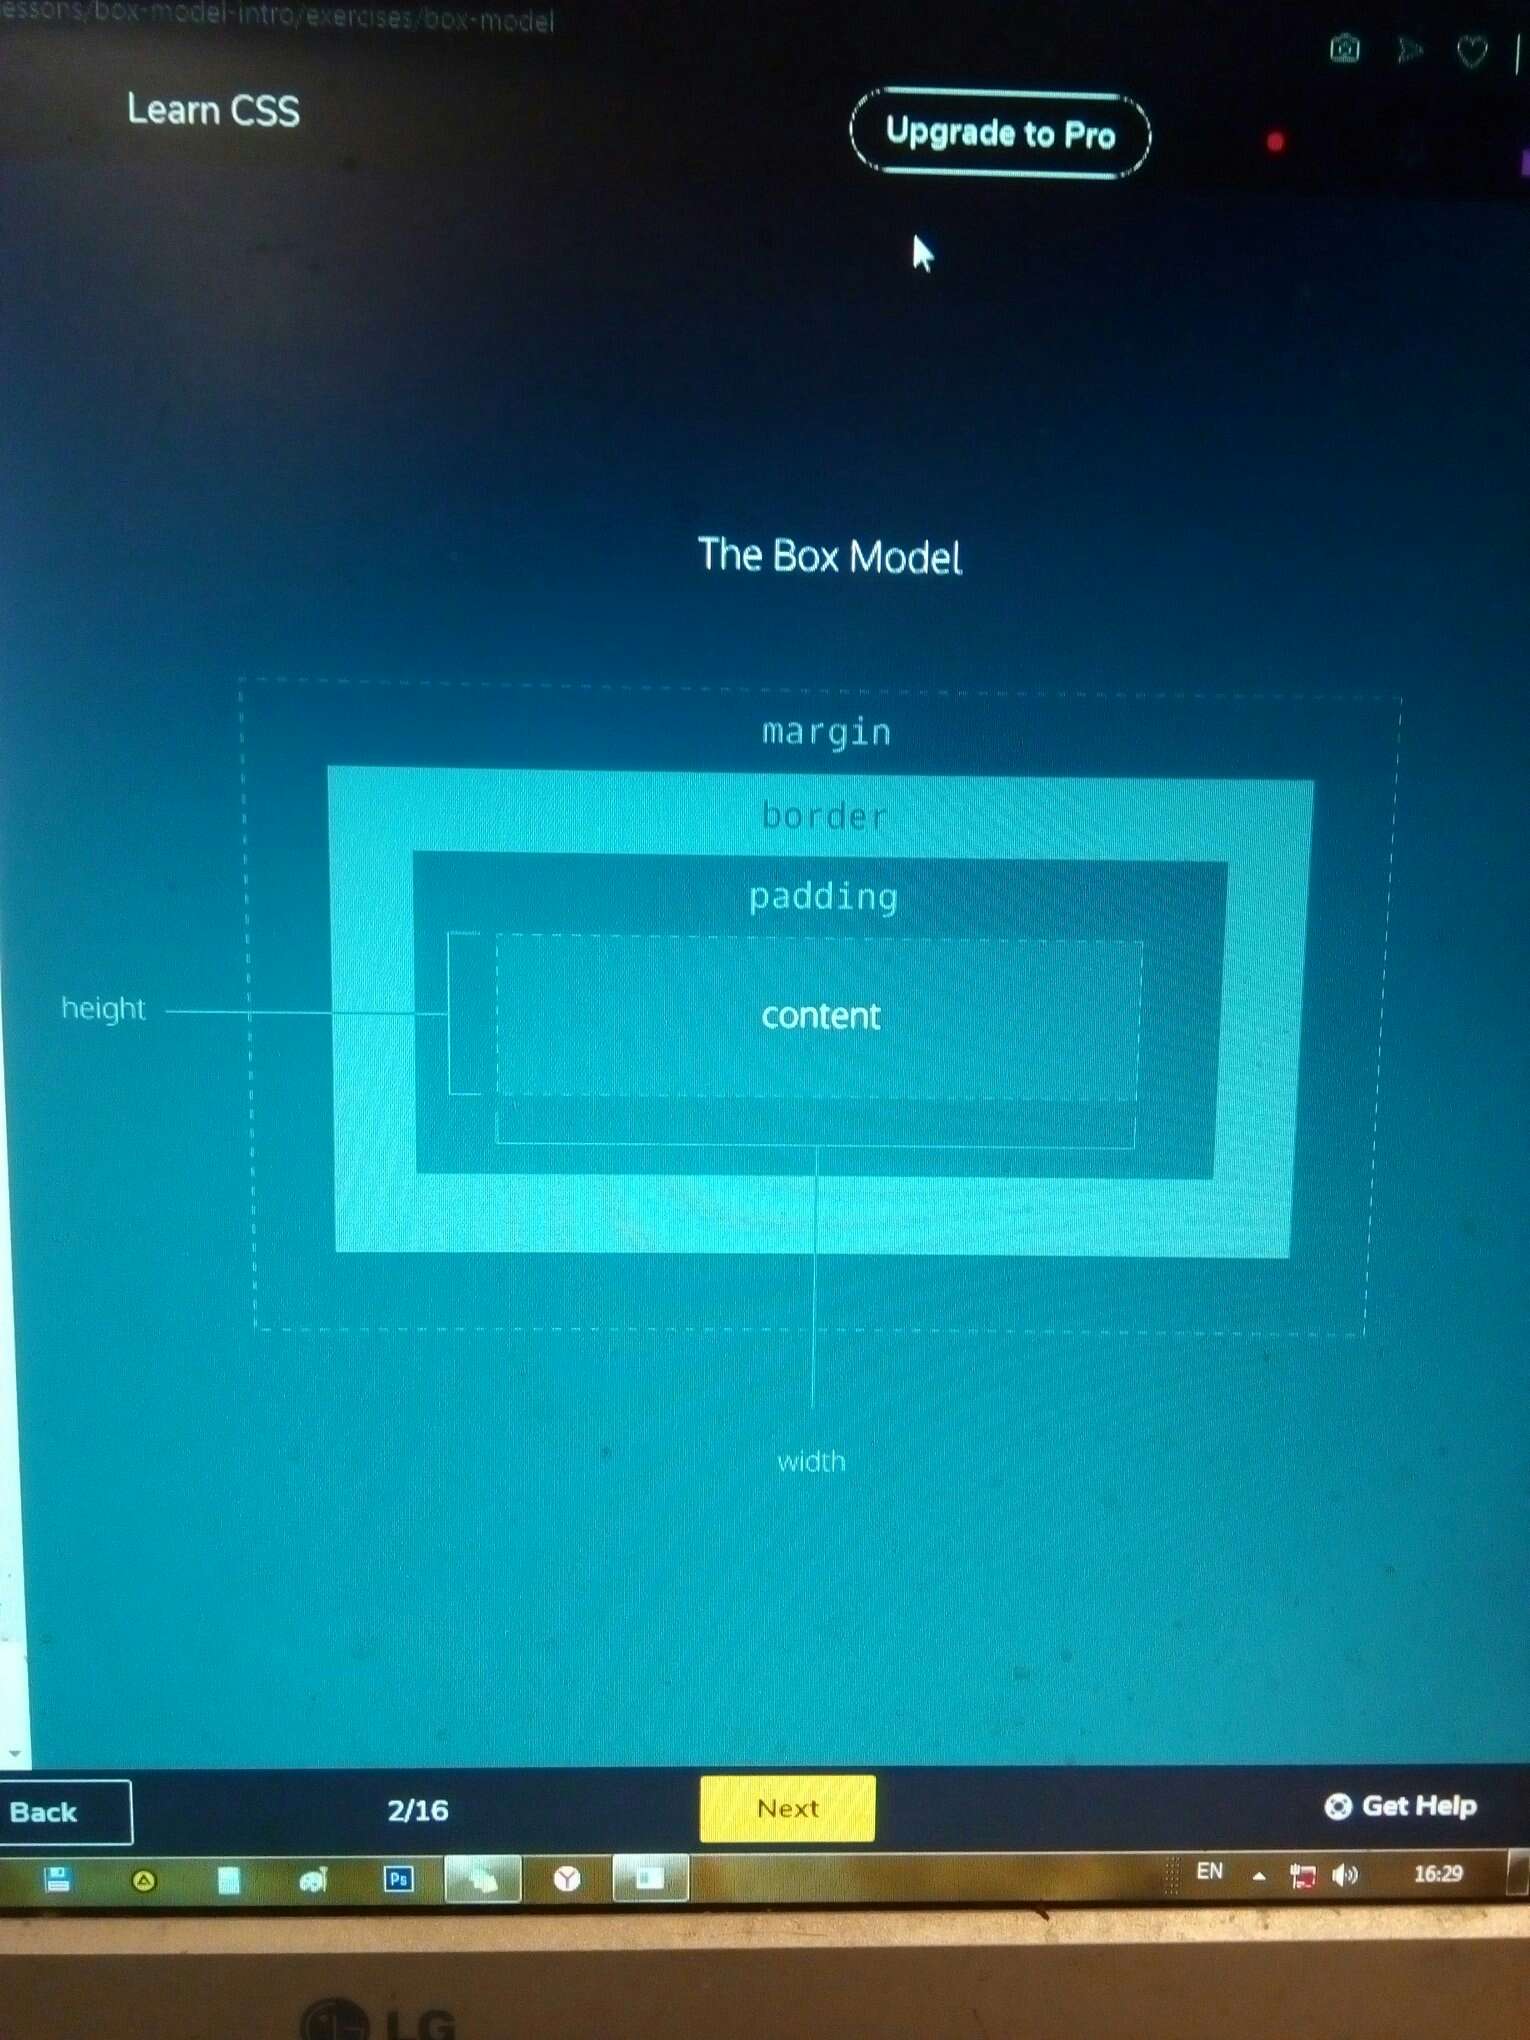 essons/box-model-intro/exercises/box-model
Learn CSS
Upgrade to Pro
The Box Model
margin
border
padding
content
height
width
Back
2/16
Next
Get Help
Ps
EN
16:29
LG